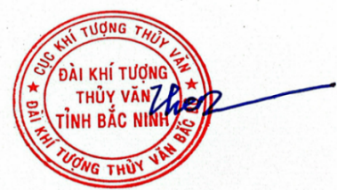 CỤC KHÍ TƯỢNG THỦY VĂN
ĐÀI KHÍ TƯỢNG
THỦY VĂN
TỈNH BẮC NINH
ĐÀI KHÍ TƯỢNG THỦY VĂN BẮC